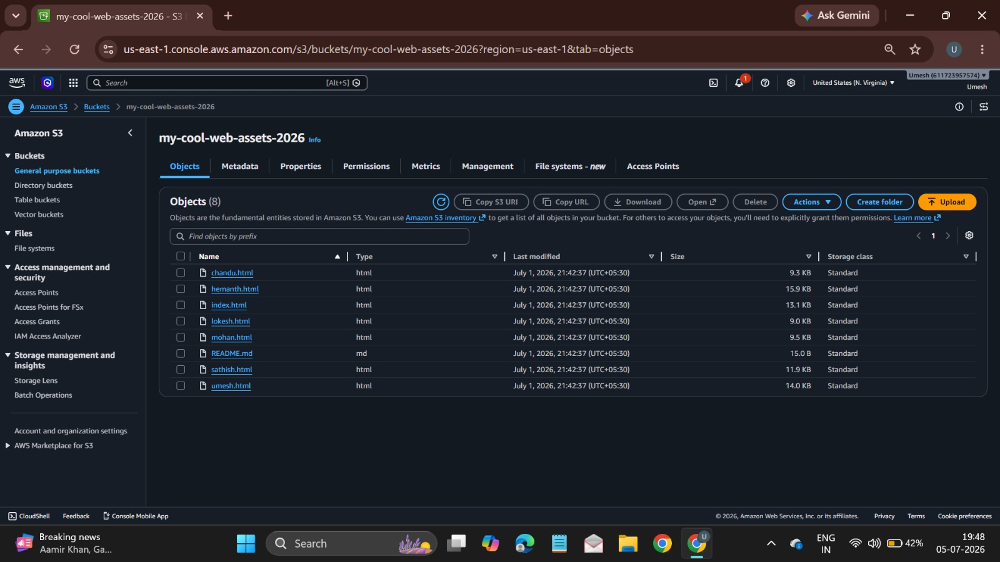 my-cool-web-assets-2026 - S3
Ask Gemini
us-east-1.console.aws.amazon.com/s3/buckets/my-cool-web-assets-2026?region=us-east-1&tab=objects
U
aws
Search
[Alt+S]
1
United States (N. Virginia) ▼
Umesh (611723957574) ▼
Umesh
Amazon S3 > Buckets > my-cool-web-assets-2026
Amazon S3
Buckets
General purpose buckets
Directory buckets
Table buckets
Vector buckets
Files
File systems
Access management and
security
Access Points
Access Points for FSx
Access Grants
IAM Access Analyzer
Storage management and
insights
Storage Lens
Batch Operations
Account and organization settings
AWS Marketplace for S3
my-cool-web-assets-2026 Info
Objects Metadata Properties Permissions Metrics Management File systems - new Access Points
Objects (8)
Copy S3 URI Copy URL Download Open Delete Actions ▼ Create folder Upload
Objects are the fundamental entities stored in Amazon S3. You can use Amazon S3 inventory to get a list of all objects in your bucket. For others to access your objects, you'll need to explicitly grant them permissions. Learn more
Find objects by prefix
1
Name Type Last modified Size Storage class
chandu.html html July 1, 2026, 21:42:37 (UTC+05:30) 9.3 KB Standard
hemanth.html html July 1, 2026, 21:42:37 (UTC+05:30) 15.9 KB Standard
index.html html July 1, 2026, 21:42:37 (UTC+05:30) 13.1 KB Standard
lokesh.html html July 1, 2026, 21:42:37 (UTC+05:30) 9.0 KB Standard
mohan.html html July 1, 2026, 21:42:37 (UTC+05:30) 9.5 KB Standard
README.md md July 1, 2026, 21:42:37 (UTC+05:30) 15.0 B Standard
sathish.html html July 1, 2026, 21:42:37 (UTC+05:30) 11.9 KB Standard
umesh.html html July 1, 2026, 21:42:37 (UTC+05:30) 14.0 KB Standard
CloudShell Feedback Console Mobile App
© 2026, Amazon Web Services, Inc. or its affiliates. Privacy Terms Cookie preferences
Breaking news
Aamir Khan, Ga...
Search
U
ENG
IN
42%
19:48
05-07-2026